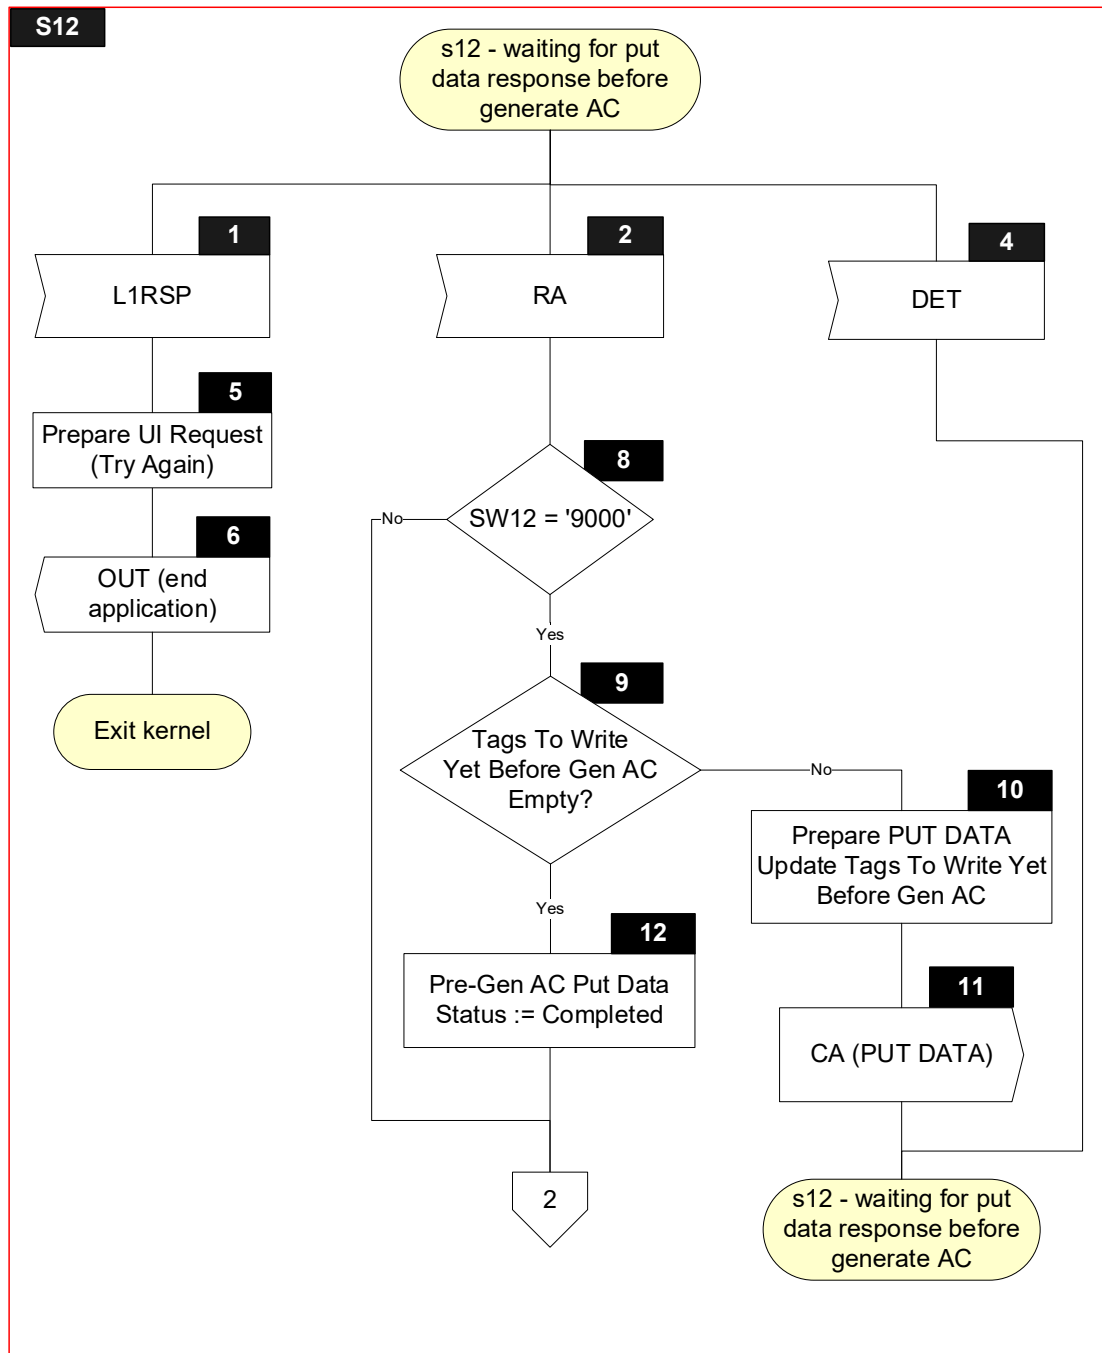 S12
s12 - waiting for put
data response before
generate AC
1
L1RSP
2
RA
4
DET
5
Prepare UI Request
(Try Again)
6
OUT (end
application)
Exit kernel
8
SW12 = '9000'
No
Yes
9
Tags To Write
Yet Before Gen AC
Empty?
No
Yes
10
Prepare PUT DATA
Update Tags To Write Yet
Before Gen AC
11
CA (PUT DATA)
12
Pre-Gen AC Put Data
Status := Completed
2
s12 - waiting for put
data response before
generate AC